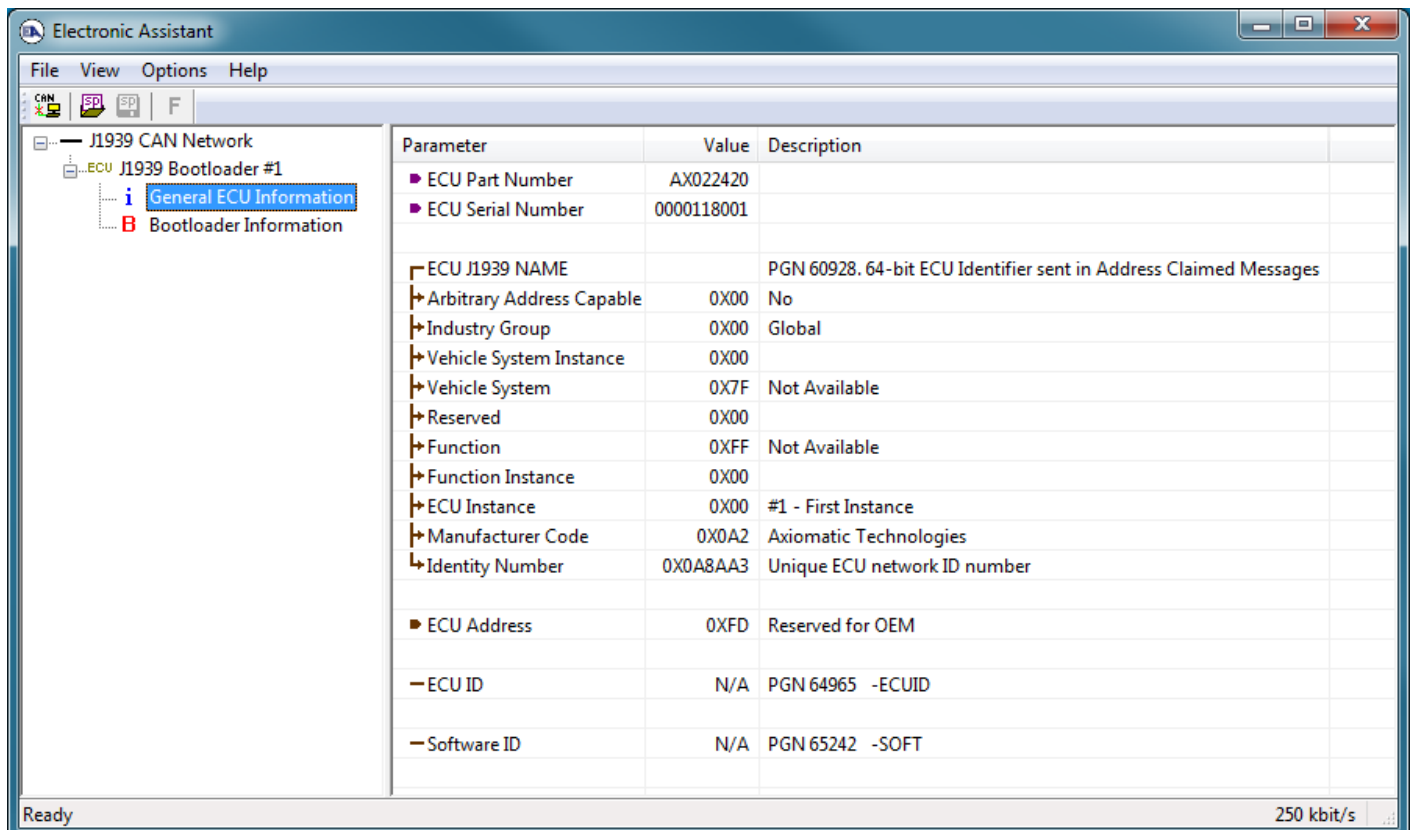 EA Electronic Assistant
File View Options Help
CAN SP SP F
J1939 CAN Network
ECU J1939 Bootloader #1
i General ECU Information
B Bootloader Information
Parameter Value Description
ECU Part Number AX022420
ECU Serial Number 0000118001
ECU J1939 NAME PGN 60928. 64-bit ECU Identifier sent in Address Claimed Messages
Arbitrary Address Capable 0X00 No
Industry Group 0X00 Global
Vehicle System Instance 0X00
Vehicle System 0X7F Not Available
Reserved 0X00
Function 0XFF Not Available
Function Instance 0X00
ECU Instance 0X00 #1 - First Instance
Manufacturer Code 0X0A2 Axiomatic Technologies
Identity Number 0X0A8AA3 Unique ECU network ID number
ECU Address 0XFD Reserved for OEM
ECU ID N/A PGN 64965 -ECUID
Software ID N/A PGN 65242 -SOFT
Ready 250 kbit/s